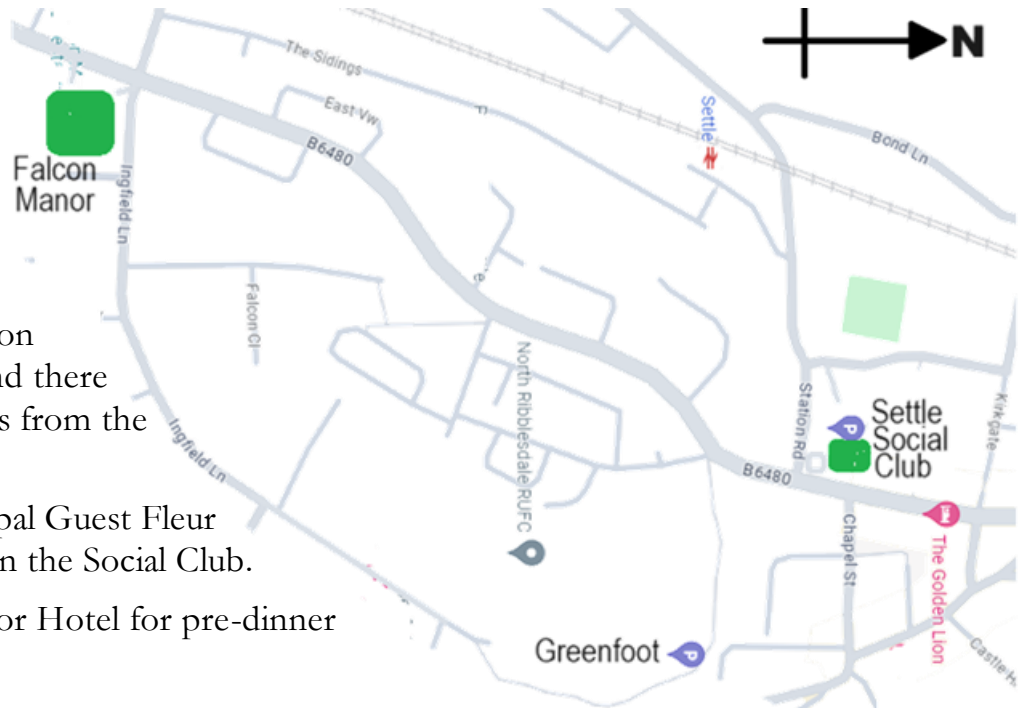 N
The Sidings
East Vw
B6480
Settle
Bond Ln
Falcon
Manor
Ingfield Ln
Falcon Cl
on
nd there
s from the
North Ribblesdale RUFC
Station Rd
P
Settle
Social
Club
Kirkgate
Ingfield Ln
B6480
pal Guest Fleur
n the Social Club.
Chapel St
The Golden Lion
or Hotel for pre-dinner
Greenfoot
P